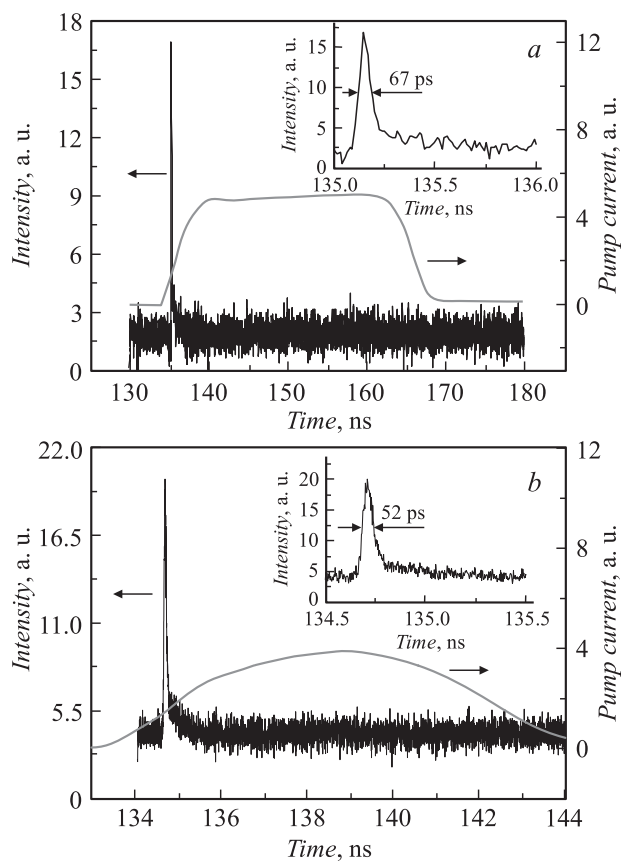 18
15
12
9
6
3
0
Intensity, a. u.
130 140 150 160 170 180
Time, ns
12
8
4
0
Pump current, a. u.
a
15
10
5
0
Intensity, a. u.
67 ps
135.0 135.5 136.0
Time, ns
22.0
16.5
11.0
5.5
0
Intensity, a. u.
134 136 138 140 142 144
Time, ns
12
8
4
0
Pump current, a. u.
b
20
15
10
5
0
Intensity, a. u.
52 ps
134.5 135.0 135.5
Time, ns